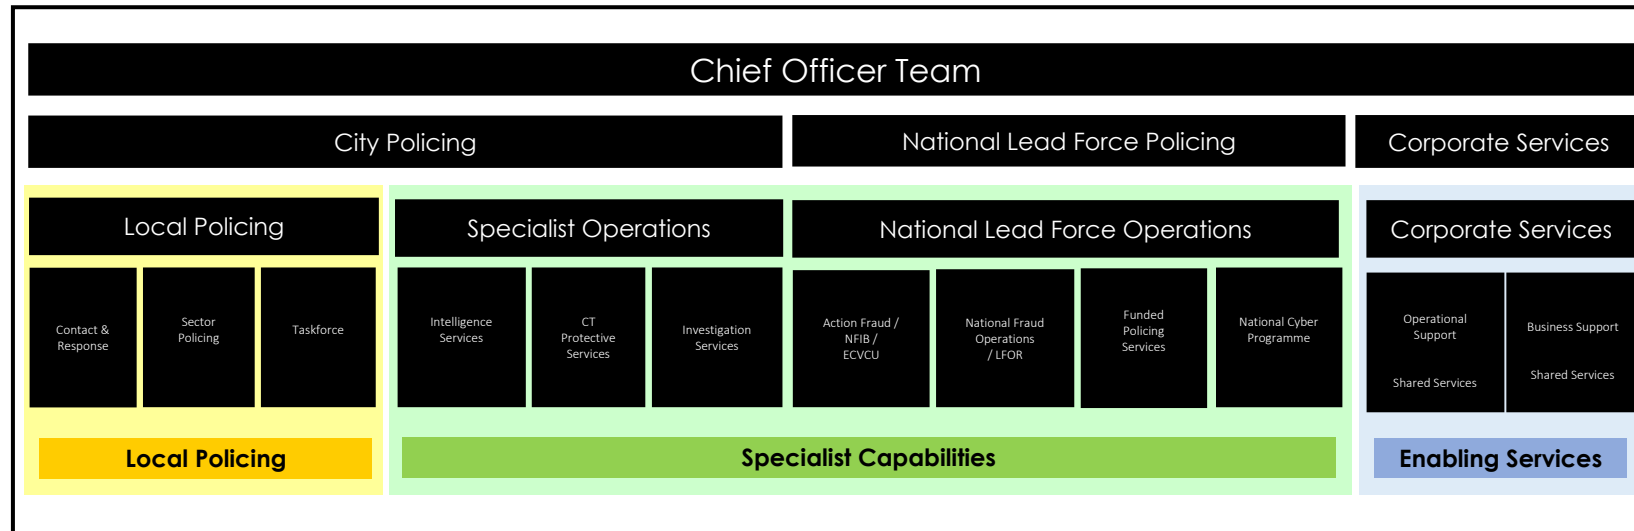 Chief Officer Team
City Policing
National Lead Force Policing
Corporate Services
Local Policing
Specialist Operations
National Lead Force Operations
Corporate Services
Contact &
Response
Sector
Policing
Taskforce
Intelligence
Services
CT
Protective
Services
Investigation
Services
Action Fraud /
NFIB /
ECVCU
National Fraud
Operations
/ LFOR
Funded
Policing
Services
National Cyber
Programme
Operational
Support
Shared Services
Business Support
Shared Services
Local Policing
Specialist Capabilities
Enabling Services